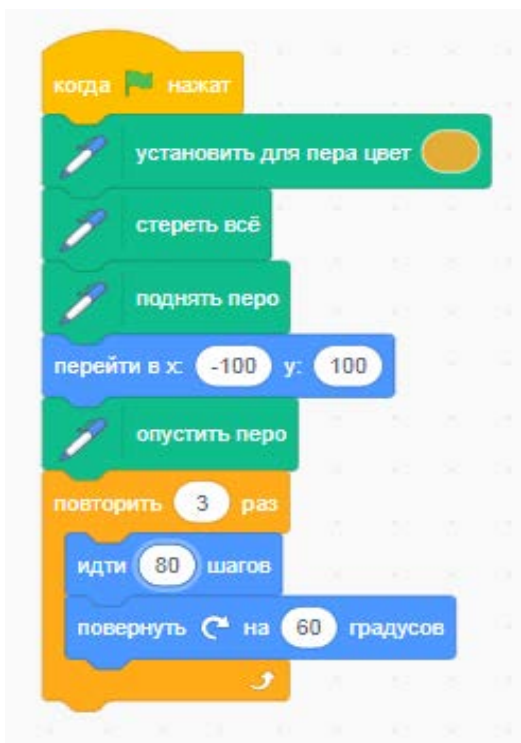 когда нажат
установить для пера цвет
стереть всё
поднять перо
перейти в x: -100 y: 100
опустить перо
повторить 3 раз
идти 80 шагов
повернуть на 60 градусов